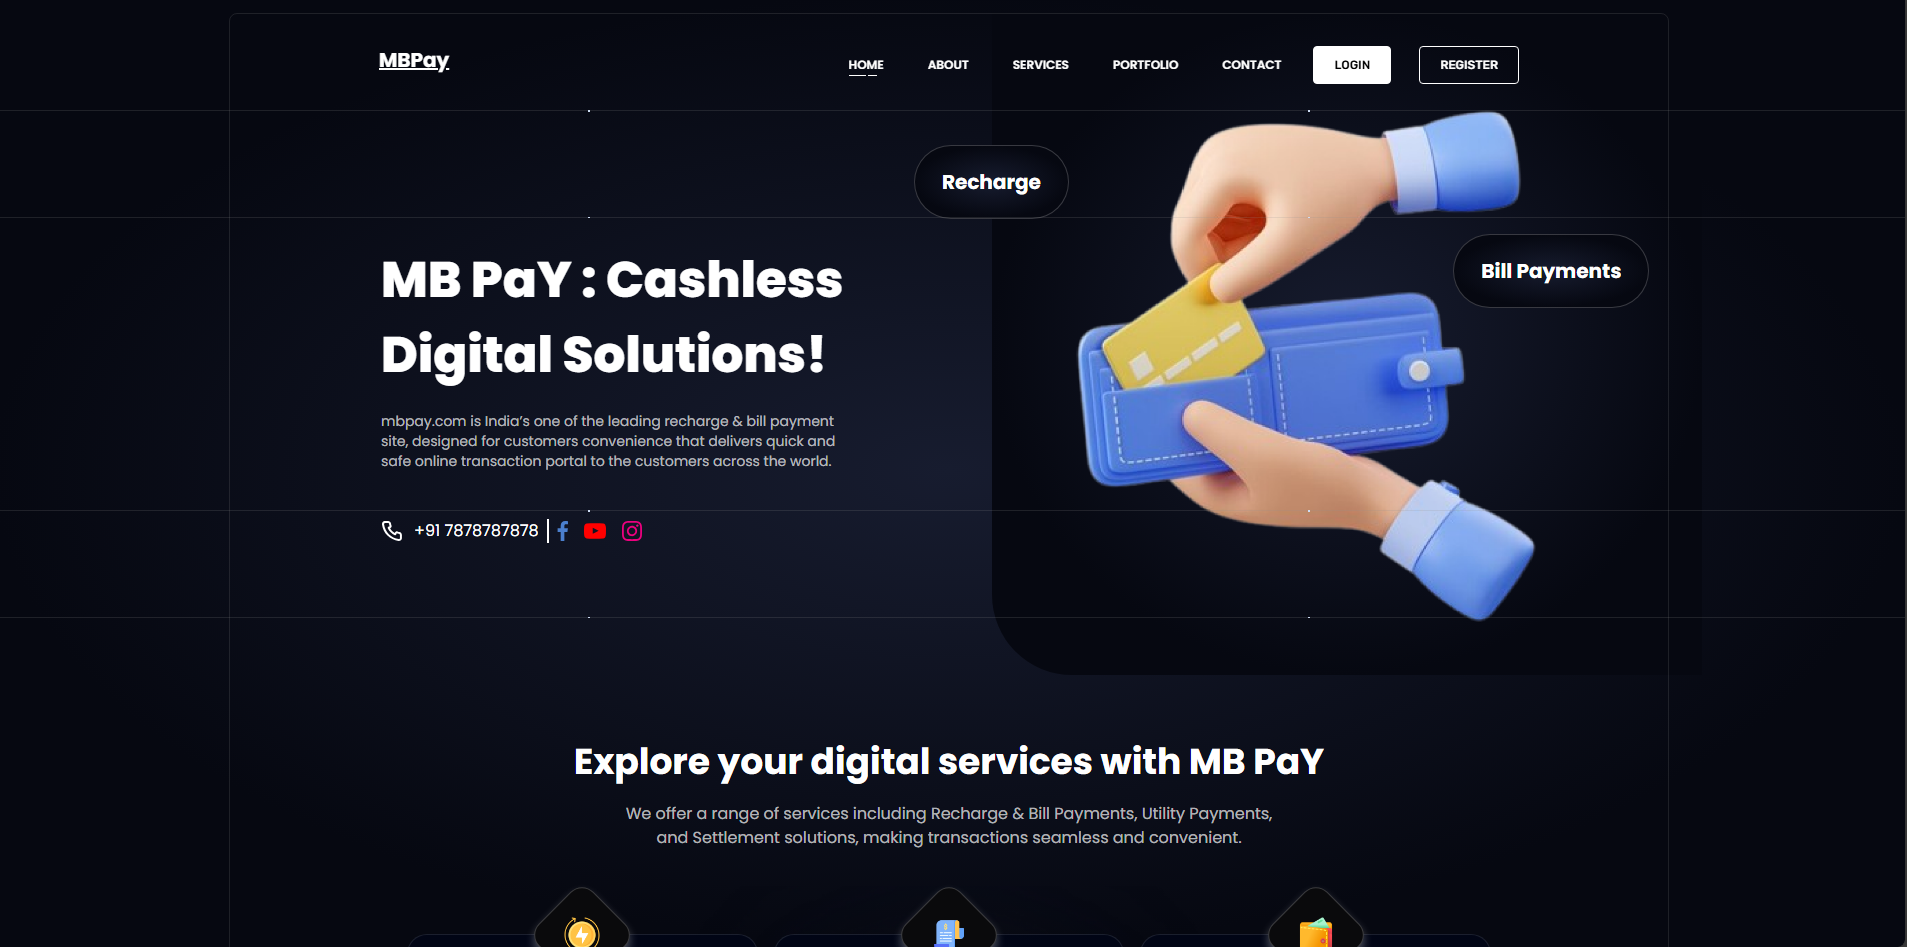 MBPay
HOME
ABOUT
SERVICES
PORTFOLIO
CONTACT
LOGIN
REGISTER
Recharge
Bill Payments
MB PaY : Cashless
Digital Solutions!
mbpay.com is India’s one of the leading recharge & bill payment
site, designed for customers convenience that delivers quick and
safe online transaction portal to the customers across the world.
+91 7878787878
Explore your digital services with MB PaY
We offer a range of services including Recharge & Bill Payments, Utility Payments,
and Settlement solutions, making transactions seamless and convenient.